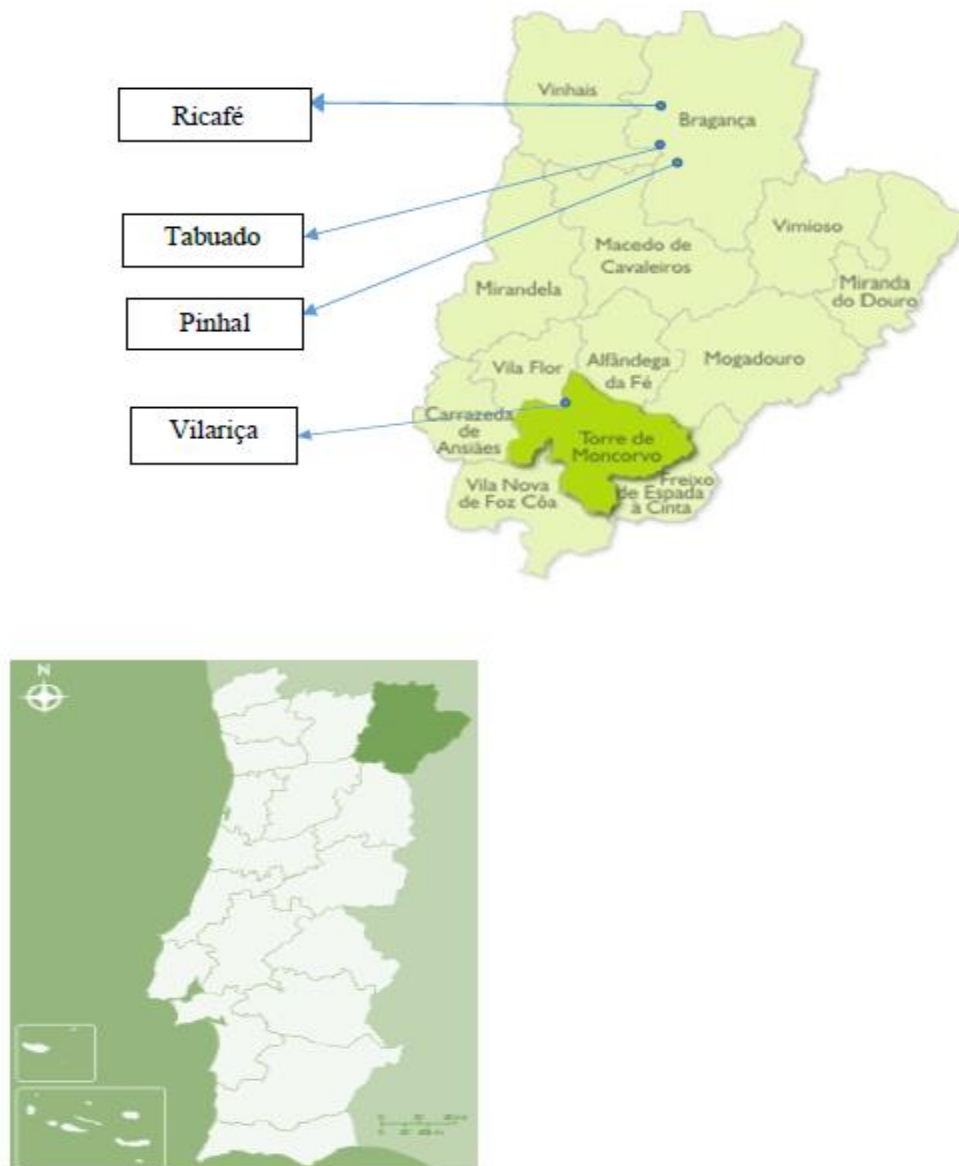 Vinhais
Bragança
Ricafé
Tabuado
Vimioso
Macedo de
Cavaleiros
Mirandela
Miranda
do Douro
Pinhal
Vila Flor
Alfândega
da Fé
Mogadouro
Vilariça
Carrazeda
de
Ansiães
Torre de
Moncorvo
Vila Nova
de Foz Côa
Freixo
de Espada
à Cinta
N